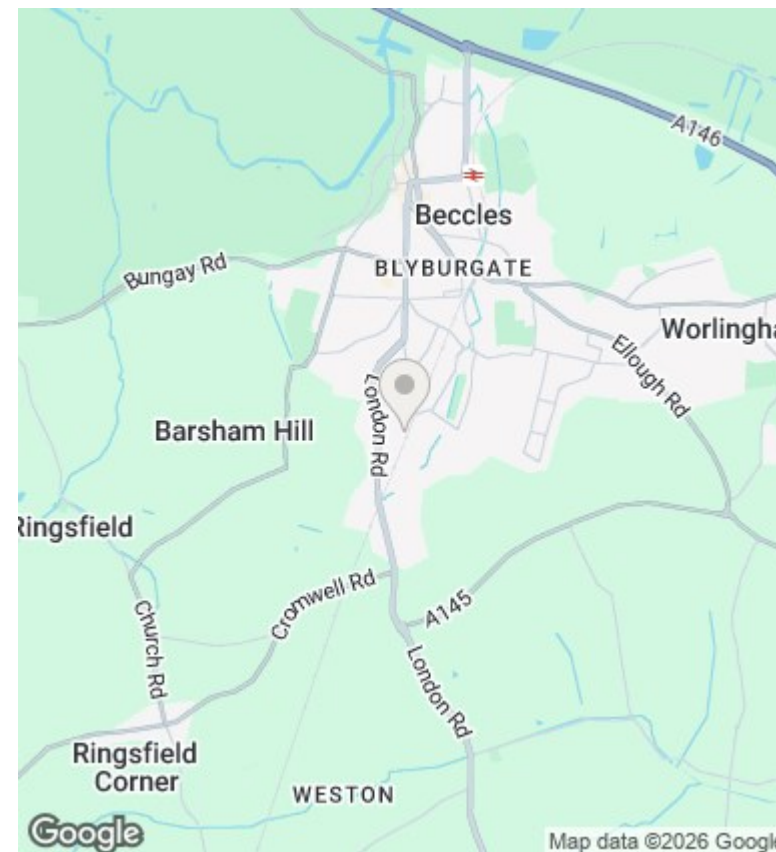 A146
Beccles
BLYBURGATE
Bungay Rd
Worlingha
Ellough Rd
London Rd
Barsham Hill
Ringsfield
Cromwell Rd
A145
Church Rd
London Rd
Ringsfield
Corner
WESTON
Google
Map data ©2026 Google